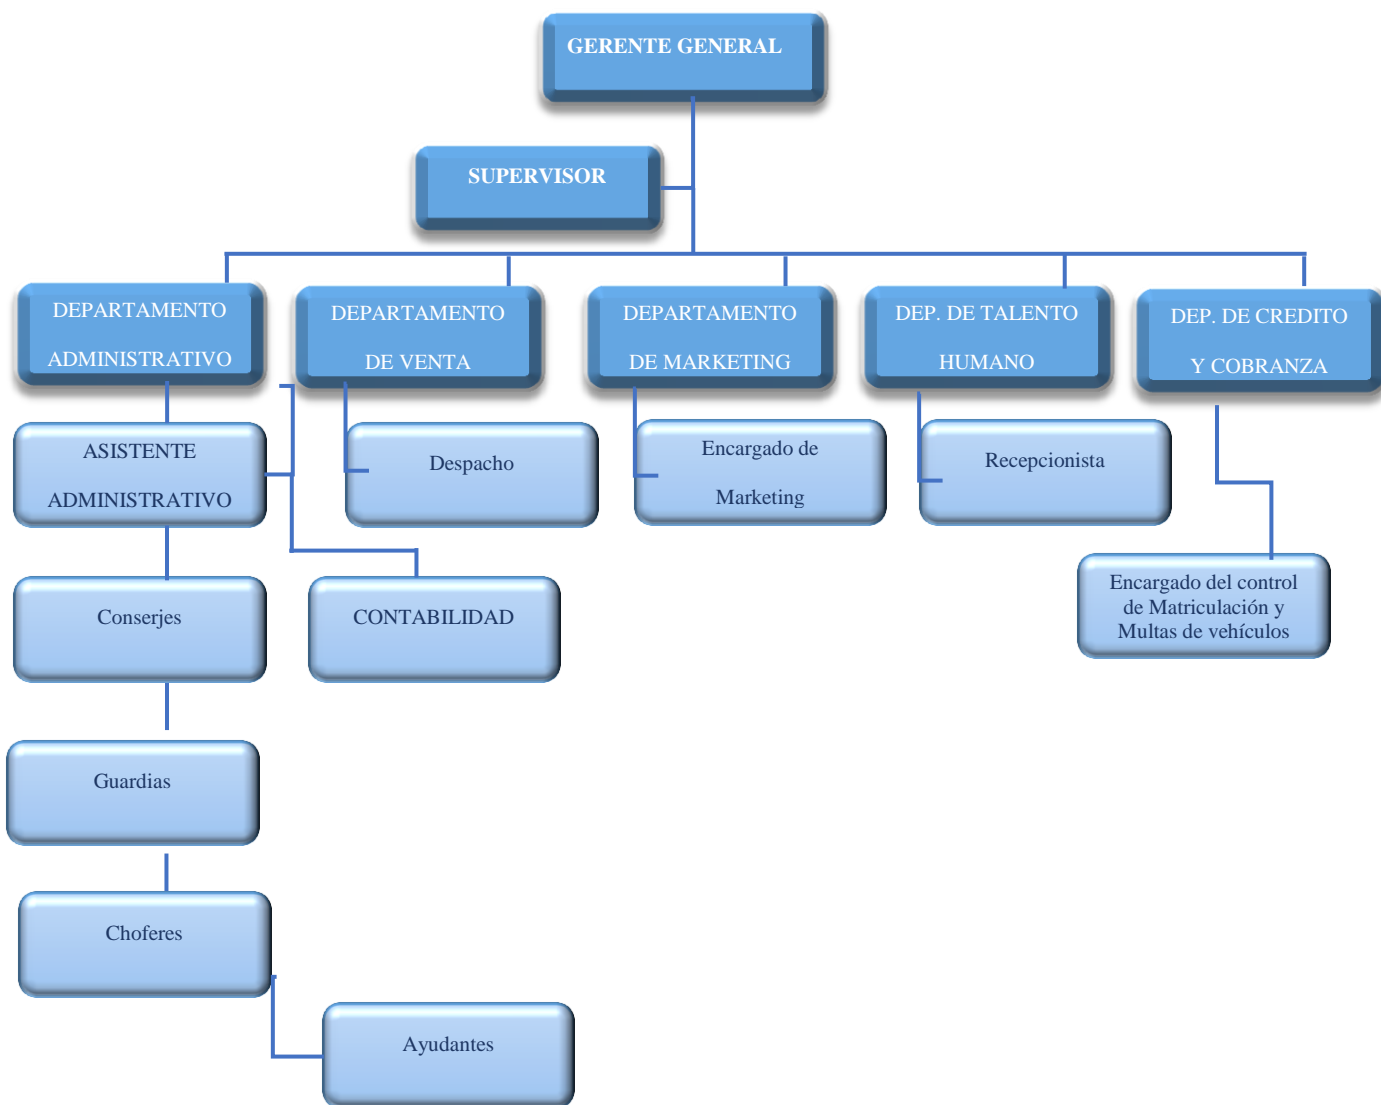 GERENTE GENERAL
SUPERVISOR
DEPARTAMENTO
ADMINISTRATIVO
DEPARTAMENTO
DE VENTA
DEPARTAMENTO
DE MARKETING
DEP. DE TALENTO
HUMANO
DEP. DE CREDITO
Y COBRANZA
ASISTENTE
ADMINISTRATIVO
Despacho
Encargado de
Marketing
Recepcionista
Conserjes
CONTABILIDAD
Encargado del control
de Matriculación y
Multas de vehículos
Guardias
Choferes
Ayudantes